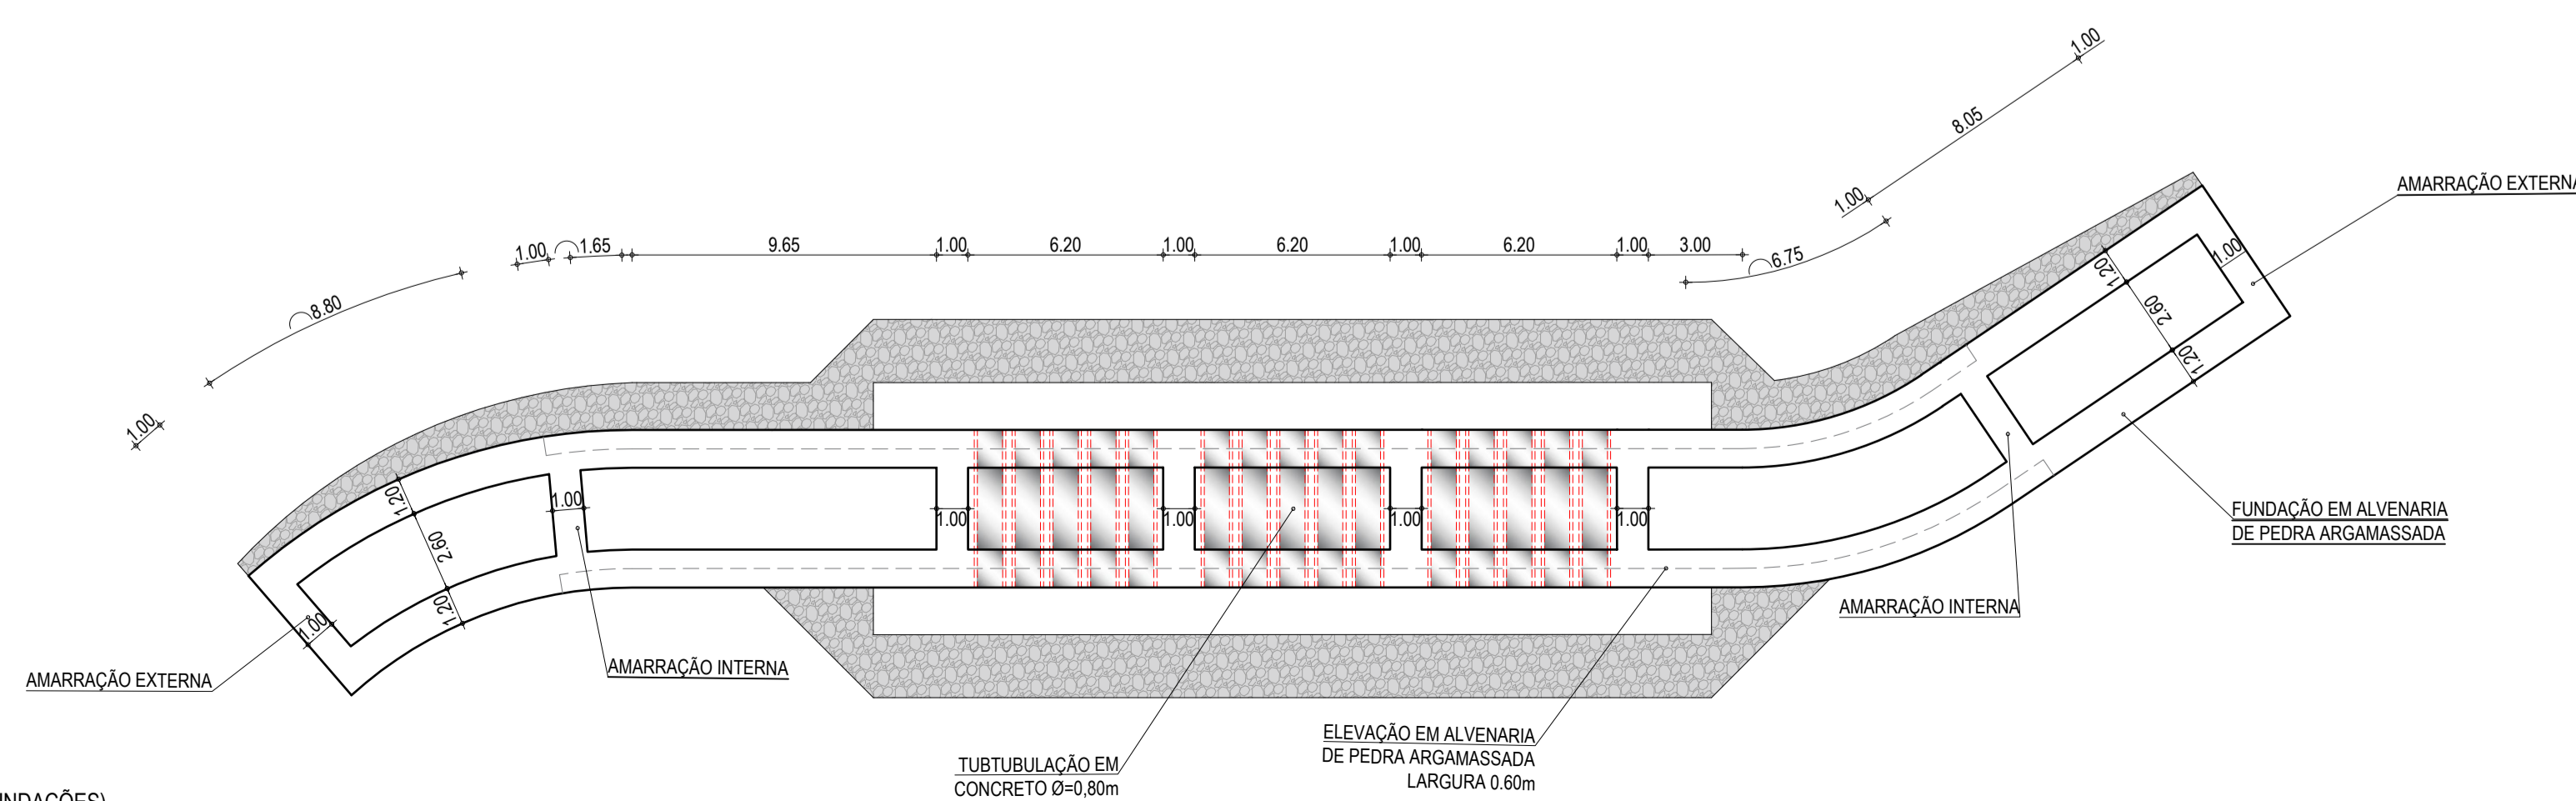 1.00
1.00
8.05
AMARRAÇÃO EXTERNA
1.00
1.00
1.65
9.65
1.00
6.20
1.00
6.20
1.00
6.20
1.00
3.00
6.75
8.80
1.00
1.20
2.60
1.20
1.00
1.20
2.60
1.20
1.00
1.00
1.00
1.00
1.00
1.00
FUNDAÇÃO EM ALVENARIA
DE PEDRA ARGAMASSADA
AMARRAÇÃO INTERNA
AMARRAÇÃO INTERNA
AMARRAÇÃO EXTERNA
ELEVAÇÃO EM ALVENARIA
DE PEDRA ARGAMASSADA
LARGURA 0.60m
TUBTUBULAÇÃO EM
CONCRETO Ø=0,80m
NDAÇÕES)